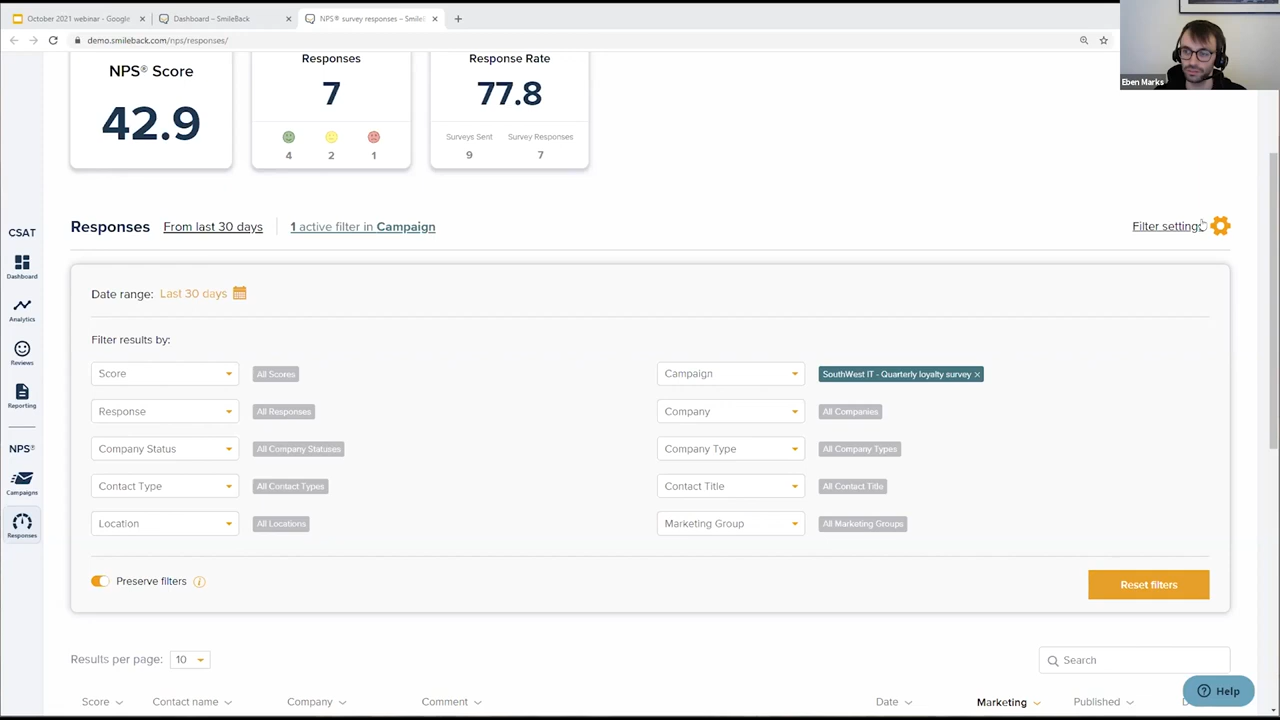 October 2021 webinar - Google
Dashboard – SmileBack
NPS® survey responses – Smile
demo.smileback.com/nps/responses/
Eben Marks
NPS® Score
42.9
Responses
7
4 2 1
Response Rate
77.8
Surveys Sent Survey Responses
9 7
Responses From last 30 days 1 active filter in Campaign Filter settings
CSAT
Dashboard
Analytics
Reviews
Reporting
NPS®
Campaigns
Responses
Date range: Last 30 days
Filter results by:
Score All Scores Campaign SouthWest IT - Quarterly loyalty survey ×
Response All Responses Company All Companies
Company Status All Company Statuses Company Type All Company Types
Contact Type All Contact Types Contact Title All Contact Title
Location All Locations Marketing Group All Marketing Groups
Preserve filters i Reset filters
Results per page: 10 Search
? Help
Score Contact name Company Comment Date Marketing Published